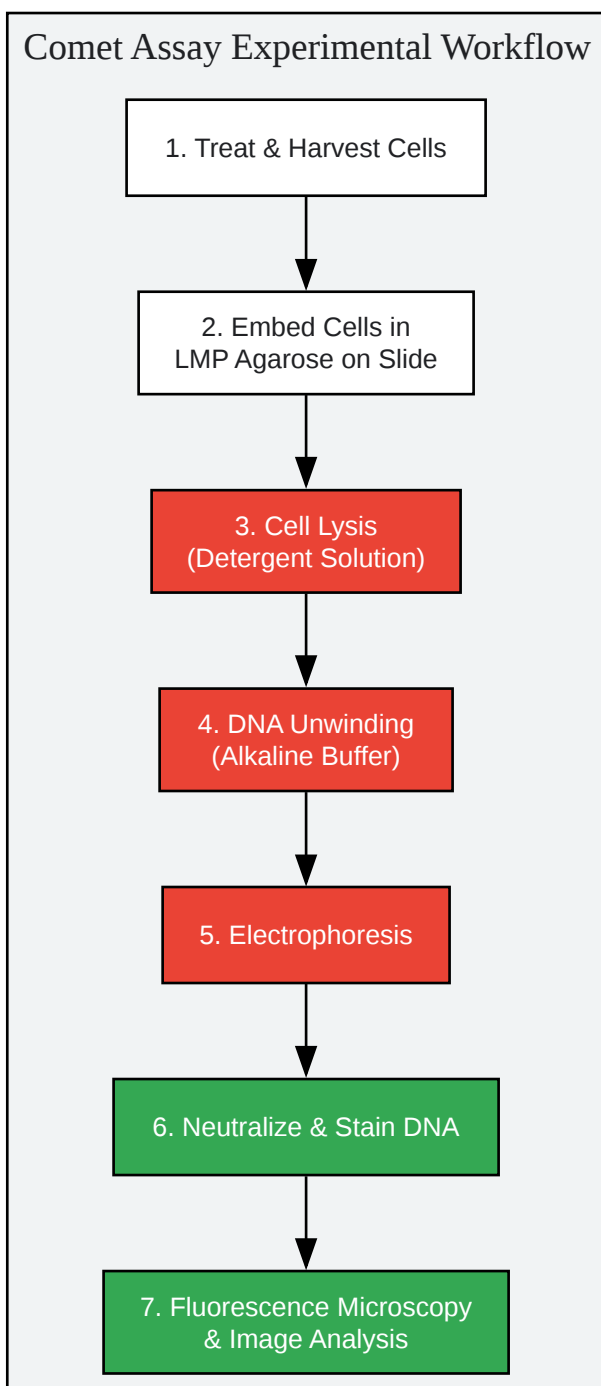 Comet Assay Experimental Workflow
1. Treat & Harvest Cells
2. Embed Cells in
LMP Agarose on Slide
3. Cell Lysis
(Detergent Solution)
4. DNA Unwinding
(Alkaline Buffer)
5. Electrophoresis
6. Neutralize & Stain DNA
7. Fluorescence Microscopy
& Image Analysis